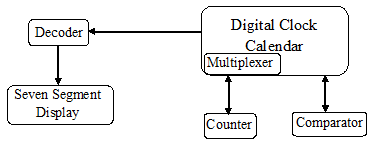 Decoder
Digital Clock
Calendar
Multiplexer
Seven Segment
Display
Counter
Comparator